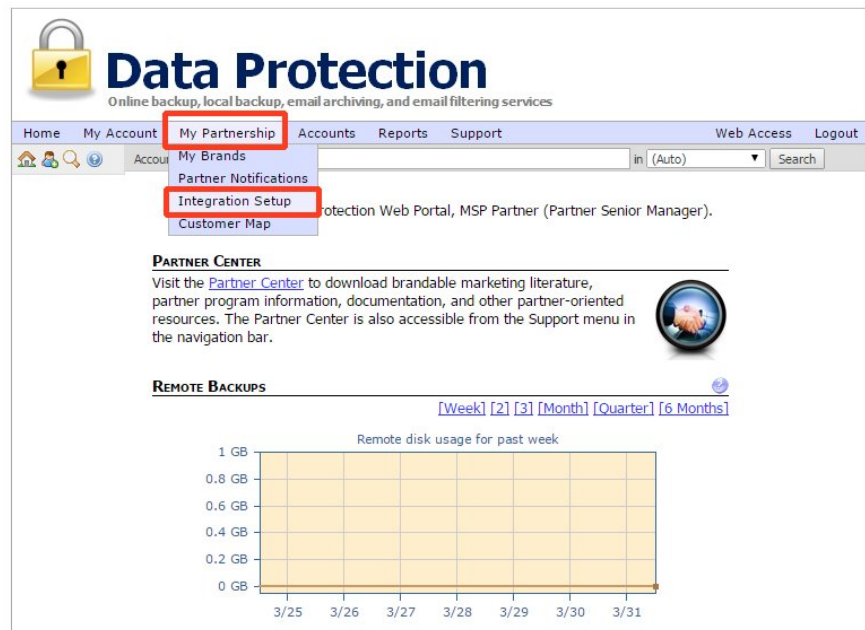 Data Protection
Online backup, local backup, email archiving, and email filtering services
Home My Account My Partnership Accounts Reports Support Web Access Logout
in (Auto) Search
My Brands
Partner Notifications
Integration Setup
Customer Map
Protection Web Portal, MSP Partner (Partner Senior Manager).
PARTNER CENTER
Visit the Partner Center to download brandable marketing literature,
partner program information, documentation, and other partner-oriented
resources. The Partner Center is also accessible from the Support menu in
the navigation bar.
REMOTE BACKUPS
[Week] [2] [3] [Month] [Quarter] [6 Months]
Remote disk usage for past week
1 GB
0.8 GB
0.6 GB
0.4 GB
0.2 GB
0 GB
3/25 3/26 3/27 3/28 3/29 3/30 3/31